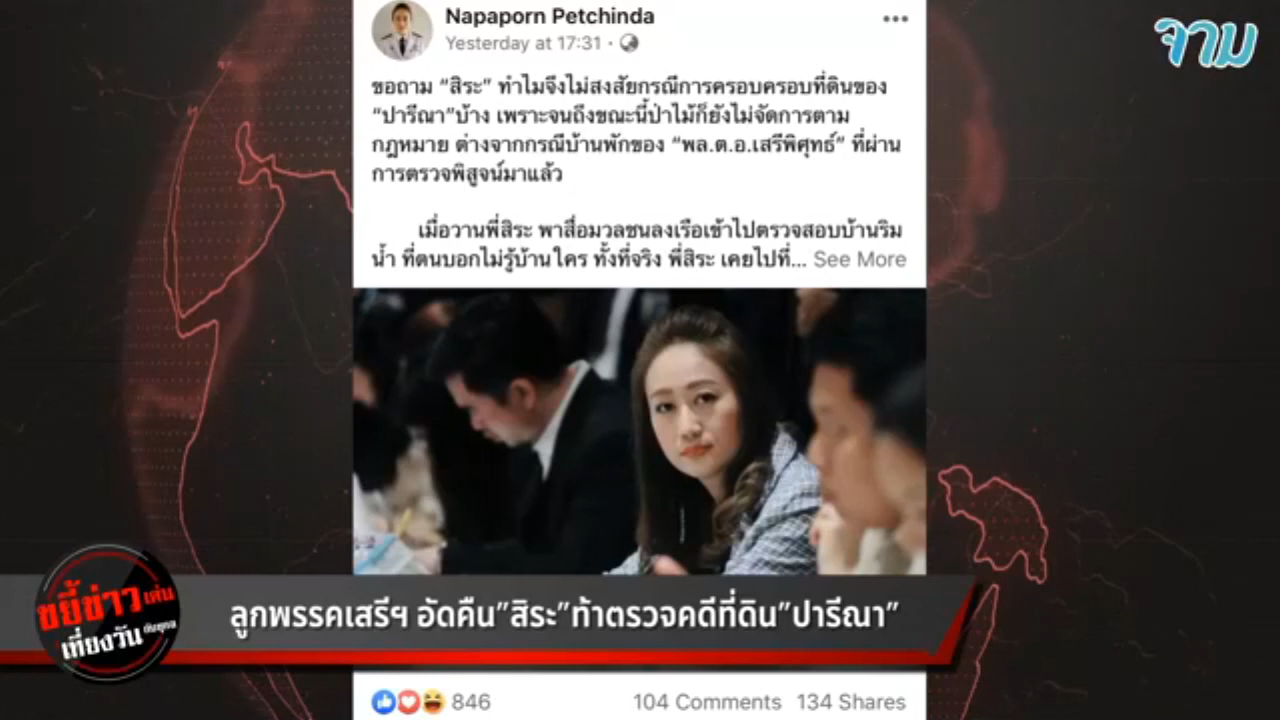 Napaporn Petchinda
Yesterday at 17:31 ·
จาม
ขอถาม “สิระ” ทำไมจึงไม่สงสัยกรณีการครอบครอบที่ดินของ
“ปารีณา”บ้าง เพราะจนถึงขณะนี้ป่าไม้ก็ยังไม่จัดการตาม
กฎหมาย ต่างจากกรณีบ้านพักของ “พล.ต.อ.เสรีพิศุทธ์” ที่ผ่าน
การตรวจพิสูจน์มาแล้ว
เมื่อวานพี่สิระ พาสื่อมวลชนลงเรือเข้าไปตรวจสอบบ้านริม
น้ำ ที่ตนบอกไม่รู้บ้านใคร ทั้งที่จริง พี่สิระ เคยไปที่... See More
ขยี้ข่าวเด่น
เที่ยงวัน
ลูกพรรคเสรีฯ อัดคืน"สิระ"ท้าตรวจคดีที่ดิน"ปารีณา"
846 104 Comments 134 Shares